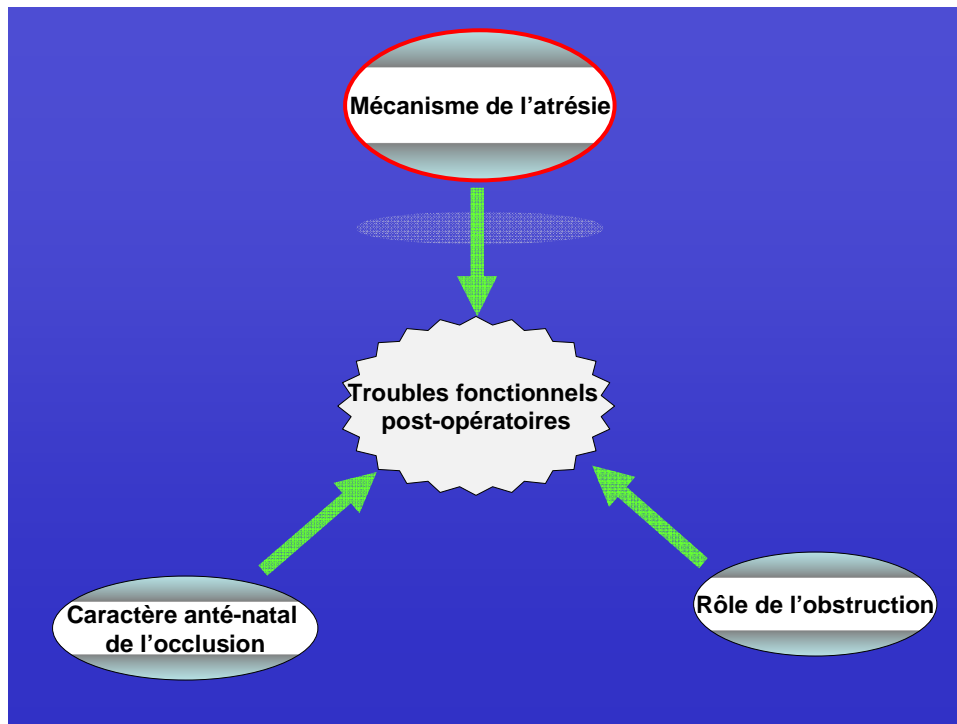 Mécanisme de l'atrésie
Troubles fonctionnels
post-opératoires
Caractère anté-natal
de l'occlusion
Rôle de l'obstruction